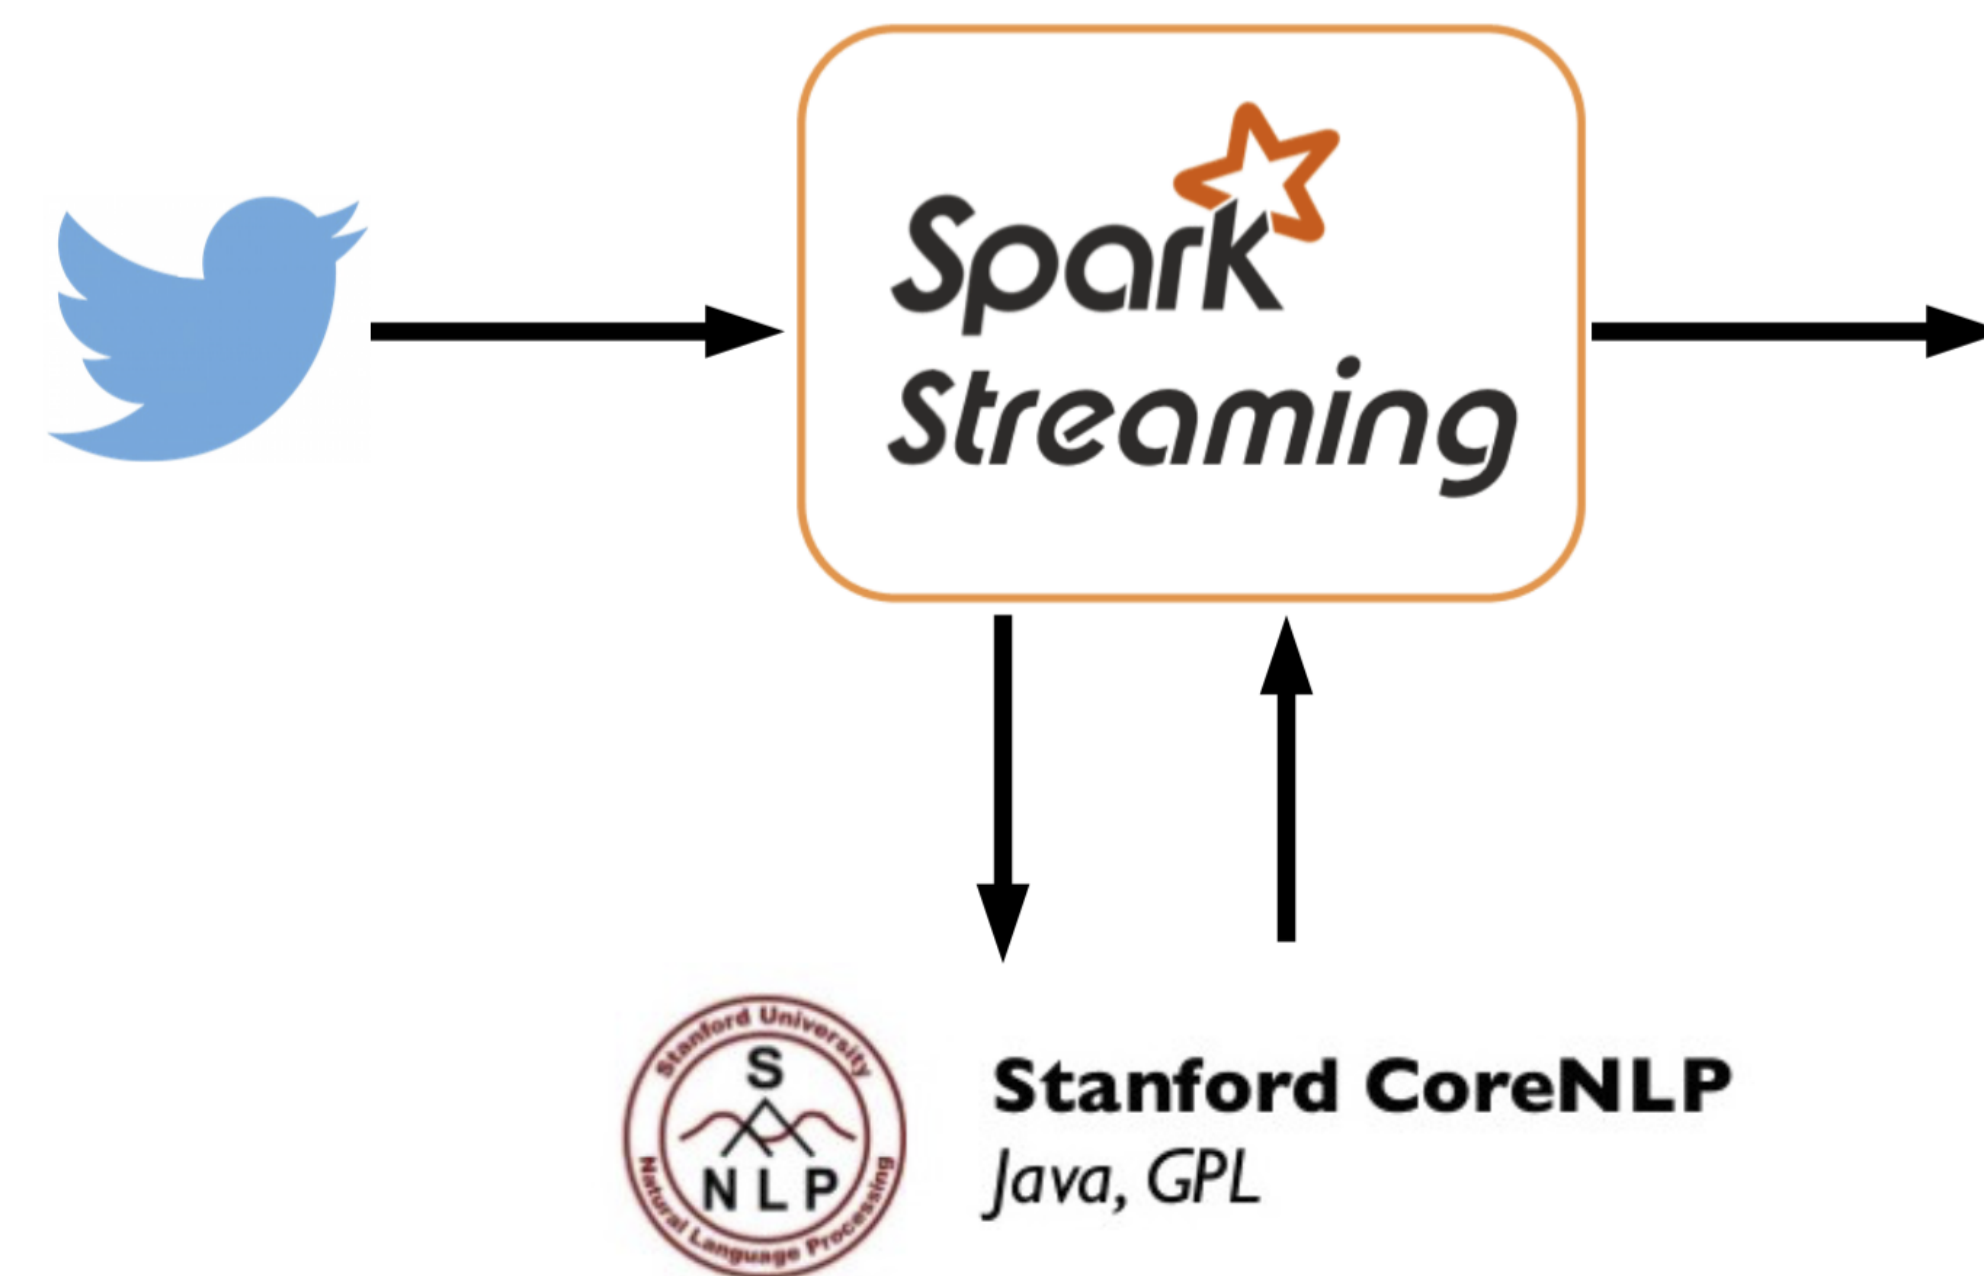 Spark
Streaming
Stanford University
S
NLP
Natural Language Processing
Stanford CoreNLP
Java, GPL